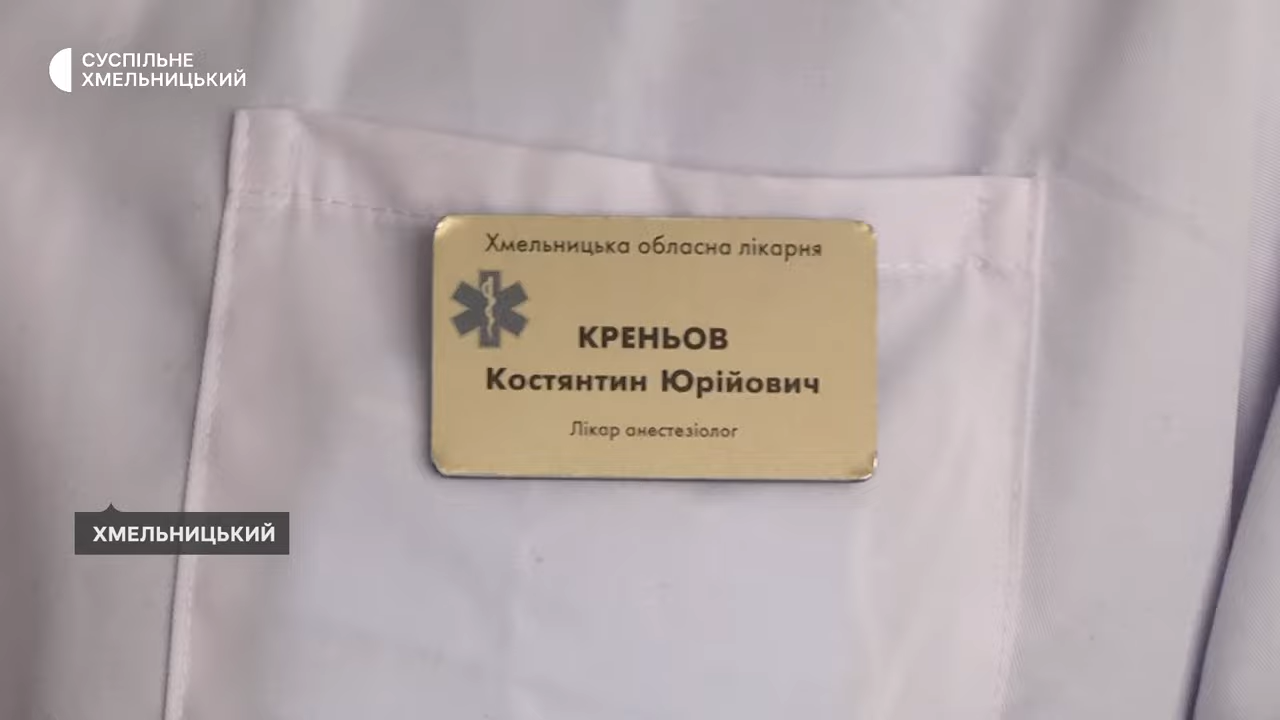 СУСПІЛЬНЕ
ХМЕЛЬНИЦЬКИЙ
Хмельницька обласна лікарня
КРЕНЬОВ
Костянтин Юрійович
Лікар анестезіолог
ХМЕЛЬНИЦЬКИЙ